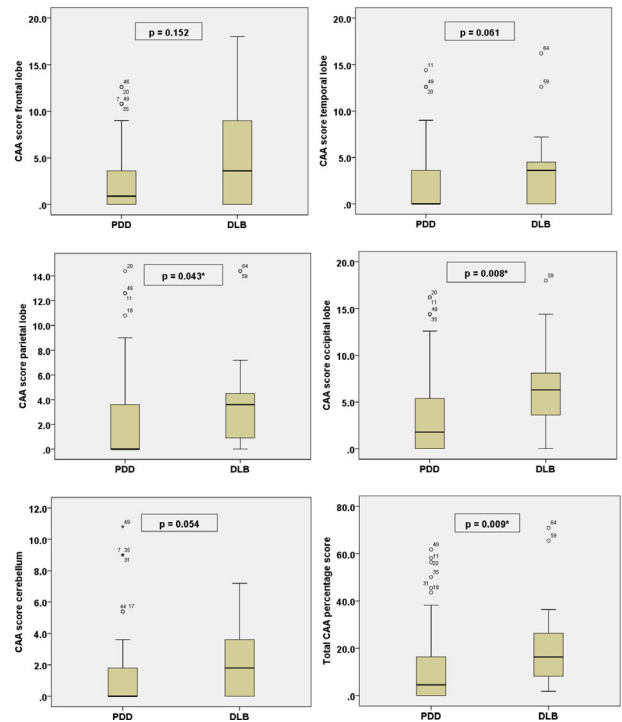 CAA score frontal lobe
20.0
15.0
10.0
5.0
.0
p = 0.152
46
20
7 49
35
PDD
DLB
CAA score temporal lobe
20.0
15.0
10.0
5.0
.0
p = 0.061
11
49
20
64
59
PDD
DLB
CAA score parietal lobe
14.0
12.0
10.0
8.0
6.0
4.0
2.0
.0
p = 0.043*
20
49
11
18
64
59
PDD
DLB
CAA score occipital lobe
20.0
15.0
10.0
5.0
.0
p = 0.008*
20
11
49
35
59
PDD
DLB
CAA score cerebellum
12.0
10.0
8.0
6.0
4.0
2.0
.0
p = 0.054
49
7 35
31
44 17
PDD
DLB
Total CAA percentage score
80.0
60.0
40.0
20.0
.0
p = 0.009*
49
11
20
35
31 18
64
59
PDD
DLB